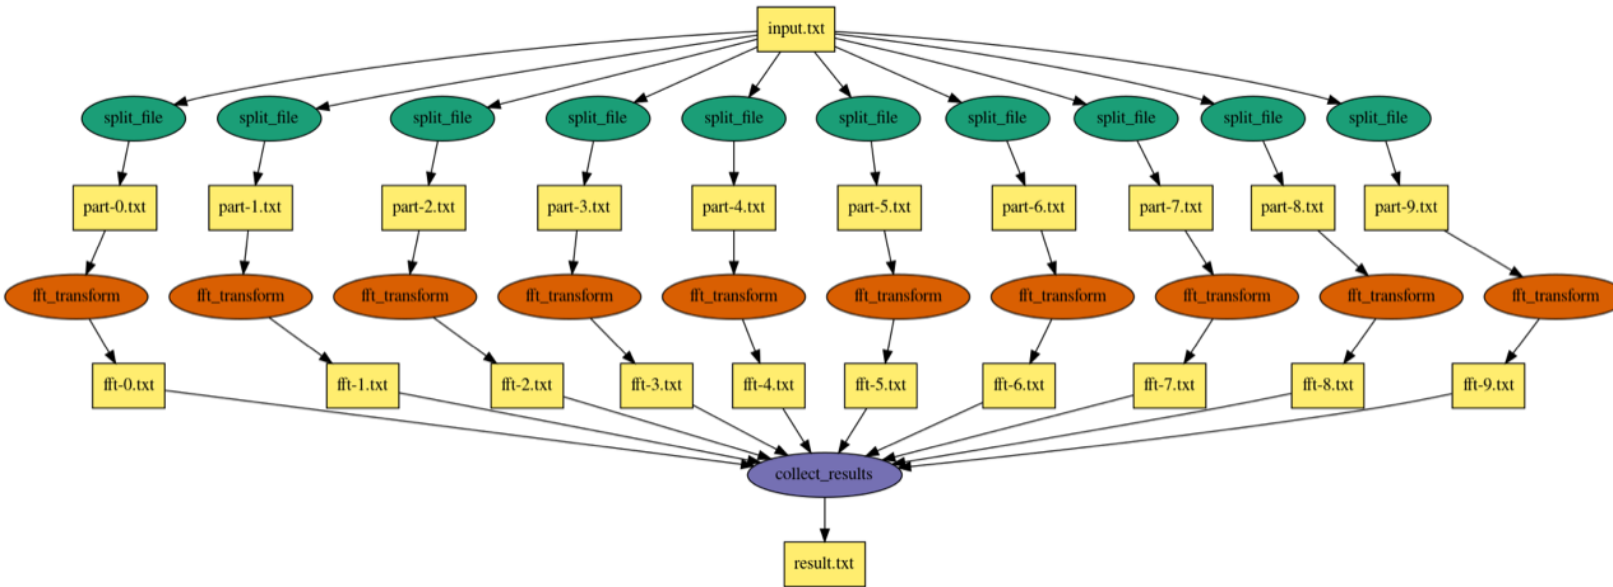 input.txt
split_file split_file split_file split_file split_file split_file split_file split_file split_file split_file
part-0.txt part-1.txt part-2.txt part-3.txt part-4.txt part-5.txt part-6.txt part-7.txt part-8.txt part-9.txt
fft_transform fft_transform fft_transform fft_transform fft_transform fft_transform fft_transform fft_transform fft_transform fft_transform
fft-0.txt fft-1.txt fft-2.txt fft-3.txt fft-4.txt fft-5.txt fft-6.txt fft-7.txt fft-8.txt fft-9.txt
collect_results
result.txt